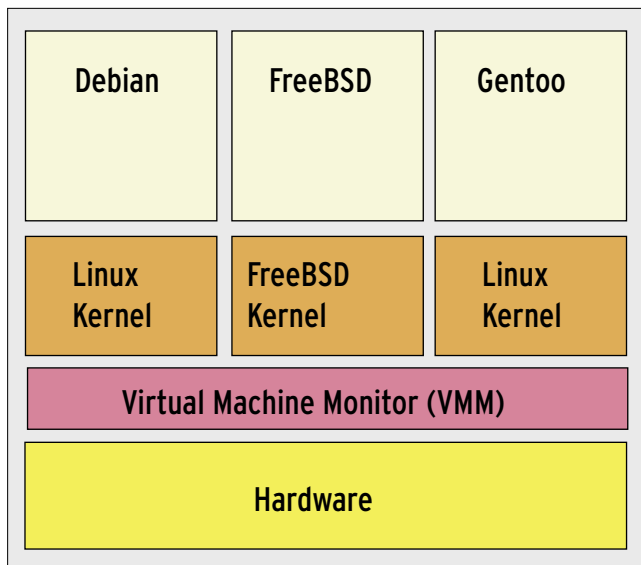 Debian
FreeBSD
Gentoo
Linux
Kernel
FreeBSD
Kernel
Linux
Kernel
Virtual Machine Monitor (VMM)
Hardware